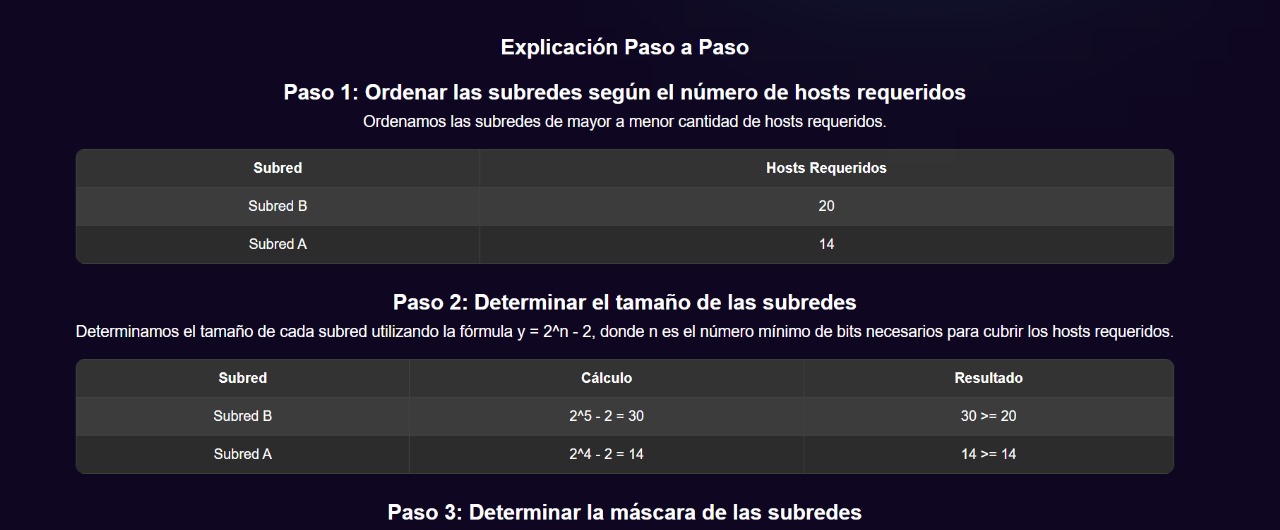 Explicación Paso a Paso
Paso 1: Ordenar las subredes según el número de hosts requeridos
Ordenamos las subredes de mayor a menor cantidad de hosts requeridos.
Subred Hosts Requeridos
Subred B 20
Subred A 14
Paso 2: Determinar el tamaño de las subredes
Determinamos el tamaño de cada subred utilizando la fórmula y = 2^n - 2, donde n es el número mínimo de bits necesarios para cubrir los hosts requeridos.
Subred Cálculo Resultado
Subred B 2^5 - 2 = 30 30 >= 20
Subred A 2^4 - 2 = 14 14 >= 14
Paso 3: Determinar la máscara de las subredes